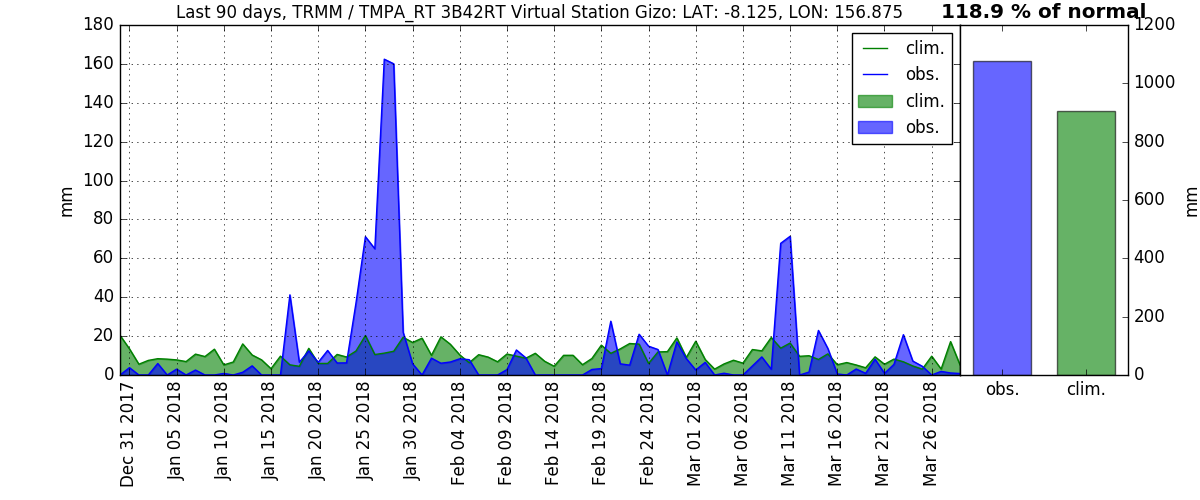 Last 90 days, TRMM / TMPA_RT 3B42RT Virtual Station Gizo: LAT: -8.125, LON: 156.875
118.9 % of normal
180
160
140
120
100
80
60
40
20
0
mm
clim.
obs.
clim.
obs.
1200
1000
800
600
400
200
0
mm
Dec 31 2017
Jan 05 2018
Jan 10 2018
Jan 15 2018
Jan 20 2018
Jan 25 2018
Jan 30 2018
Feb 04 2018
Feb 09 2018
Feb 14 2018
Feb 19 2018
Feb 24 2018
Mar 01 2018
Mar 06 2018
Mar 11 2018
Mar 16 2018
Mar 21 2018
Mar 26 2018
obs.
clim.